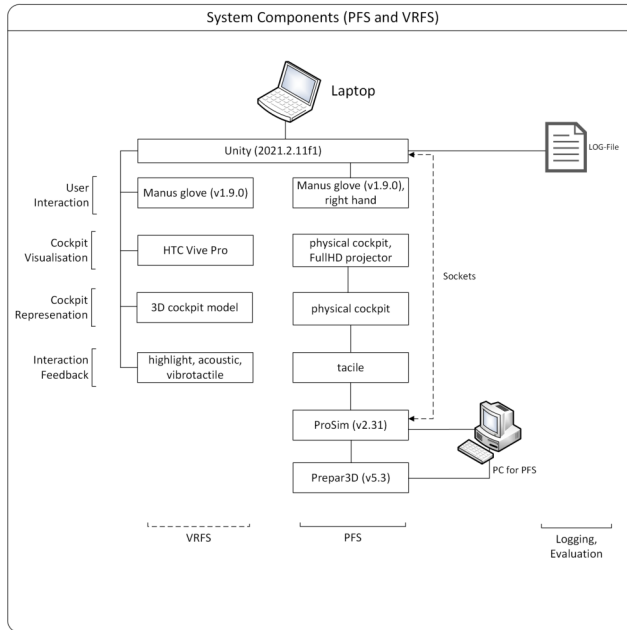 System Components (PFS and VRFS)
Laptop
Unity (2021.2.11f1)
LOG-File
User
Interaction
Manus glove (v1.9.0)
Manus glove (v1.9.0),
right hand
Cockpit
Visualisation
HTC Vive Pro
physical cockpit,
FullHD projector
Sockets
Cockpit
Represenation
3D cockpit model
physical cockpit
Interaction
Feedback
highlight, acoustic,
vibrotactile
tacile
ProSim (v2.31)
PC for PFS
Prepar3D (v5.3)
VRFS
PFS
Logging,
Evaluation